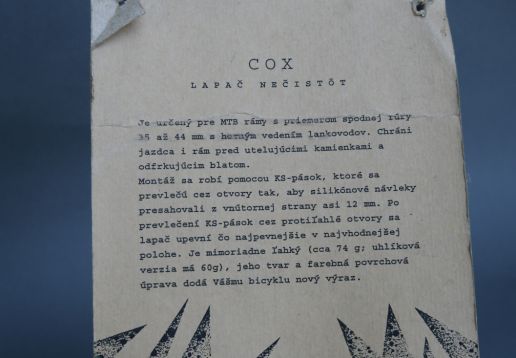 COX
LAPAČ NEČISTÔT
Je určený pre MTB rámy s priemerom spodnej rúry
35 až 44 mm s horným vedením lankovodov. Chráni
jazdca i rám pred utelujúcimi kamienkami a
odfrkujúcim blatom.
Montáž sa robí pomocou KS-pások, ktoré sa
prevlečú cez otvory tak, aby silikónové návleky
presahovali z vnútornej strany asi 12 mm. Po
prevlečení KS-pások cez protiľahlé otvory sa
lapač upevní čo najpevnejšie v najvhodnejšej
polohe. Je mimoriadne ľahký (cca 74 g; uhlíková
verzia má 60g), jeho tvar a farebná povrchová
úprava dodá Vášmu bicyklu nový výraz.